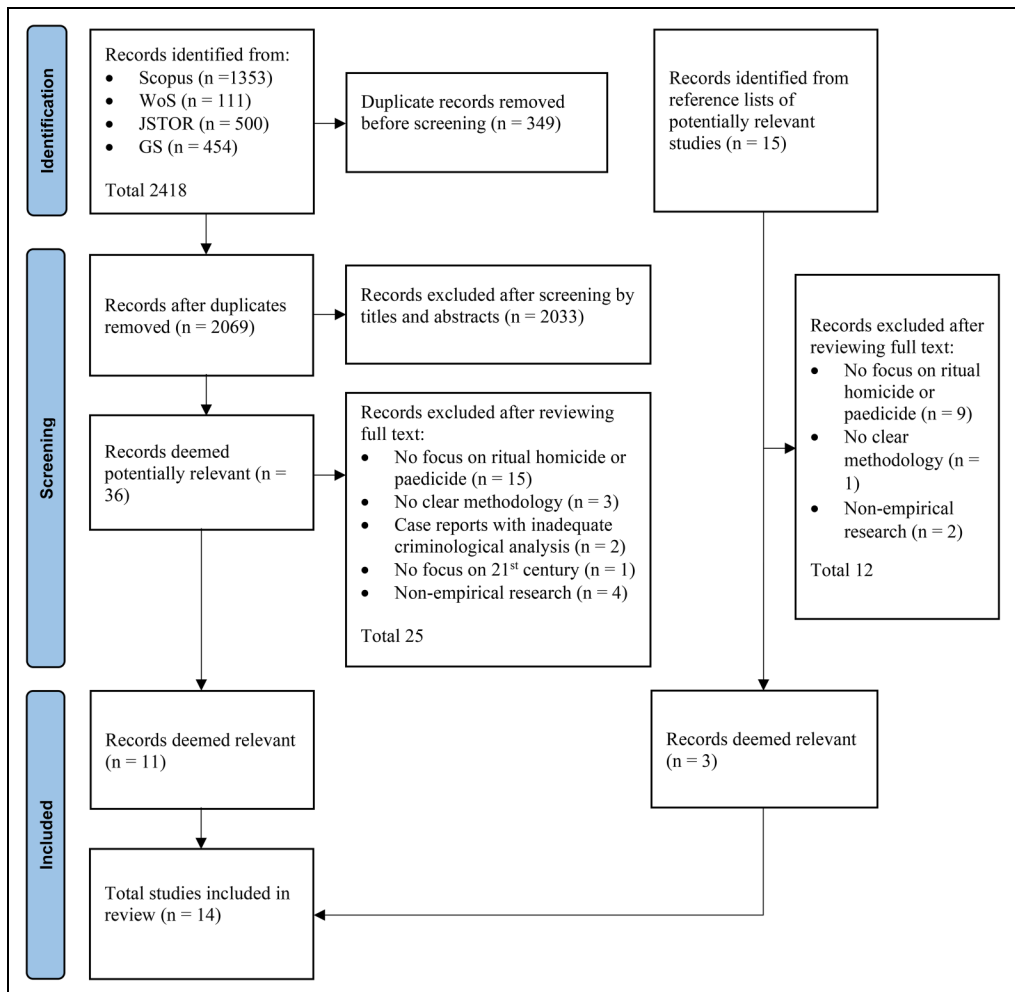 Identification
Records identified from:
• Scopus (n =1353)
• WoS (n = 111)
• JSTOR (n = 500)
• GS (n = 454)
Total 2418
Duplicate records removed
before screening (n = 349)
Records identified from
reference lists of
potentially relevant
studies (n = 15)
Screening
Records after duplicates
removed (n = 2069)
Records excluded after screening by
titles and abstracts (n = 2033)
Records deemed
potentially relevant (n =
36)
Records excluded after reviewing
full text:
• No focus on ritual homicide or
paedicide (n = 15)
• No clear methodology (n = 3)
• Case reports with inadequate
criminological analysis (n = 2)
• No focus on 21st century (n = 1)
• Non-empirical research (n = 4)
Total 25
Records excluded after
reviewing full text:
• No focus on ritual
homicide or
paedicide (n = 9)
• No clear
methodology (n =
1)
• Non-empirical
research (n = 2)
Total 12
Included
Records deemed relevant
(n = 11)
Records deemed relevant
(n = 3)
Total studies included in
review (n = 14)